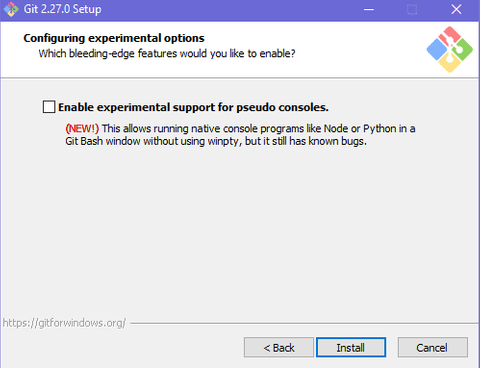 Git 2.27.0 Setup
Configuring experimental options
Which bleeding-edge features would you like to enable?
Enable experimental support for pseudo consoles.
(NEW!) This allows running native console programs like Node or Python in a
Git Bash window without using winpty, but it still has known bugs.
https://gitforwindows.org/
< Back Install Cancel